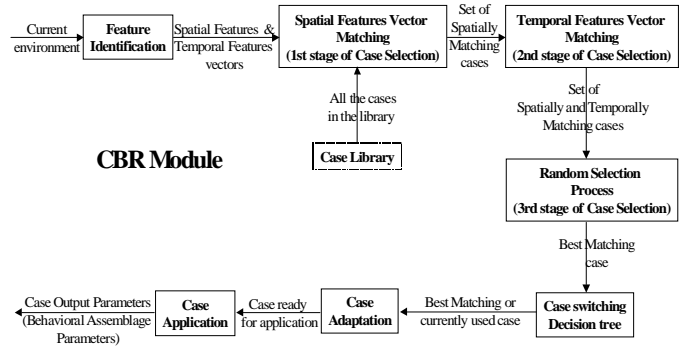 Current
environment
Feature
Identification
Spatial Features &
Temporal Features
vectors
Spatial Features Vector
Matching
(1st stage of Case Selection)
Set of
Spatially
Matching
cases
Temporal Features Vector
Matching
(2nd stage of Case Selection)
All the cases
in the library
Set of
Spatially and Temporally
Matching cases
CBR Module
Case Library
Random Selection
Process
(3rd stage of Case Selection)
Best Matching
case
Case Output Parameters
(Behavioral Assemblage
Parameters)
Case
Application
Case ready
for application
Case
Adaptation
Best Matching or
currently used case
Case switching
Decision tree